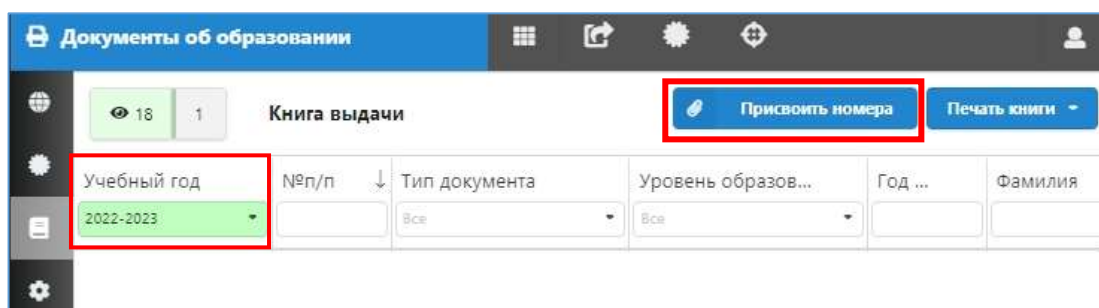 Документы об образовании
18 1 Книга выдачи Присвоить номера Печать книги
Учебный год №п/п Тип документа Уровень образов... Год ... Фамилия
2022-2023 Все Все